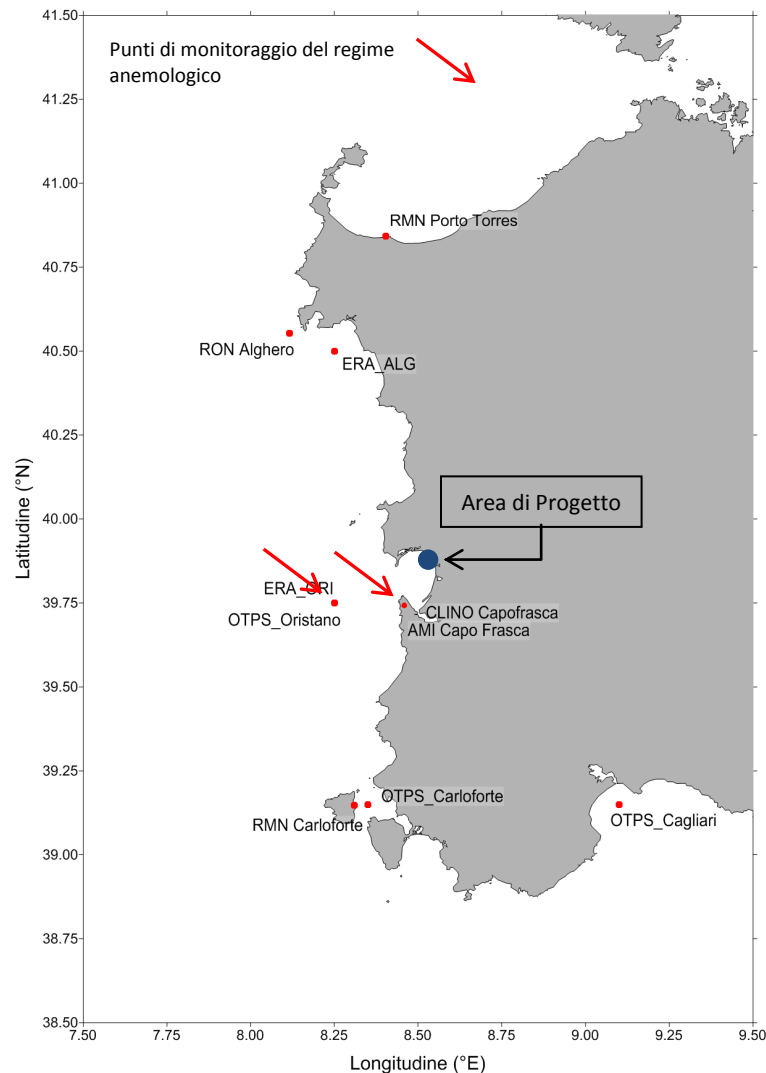 Punti di monitoraggio del regime
anemologico
41.50
41.25
41.00
40.75
40.50
40.25
40.00
39.75
39.50
39.25
39.00
38.75
38.50
Latitudine (°N)
RMN Porto Torres
RON Alghero
ERA_ALG
Area di Progetto
ERA_ORI
OTPS_Oristano
CLINO Capofrasca
AMI Capo Frasca
OTPS_Carloforte
RMN Carloforte
OTPS_Cagliari
7.50 7.75 8.00 8.25 8.50 8.75 9.00 9.25 9.50
Longitudine (°E)